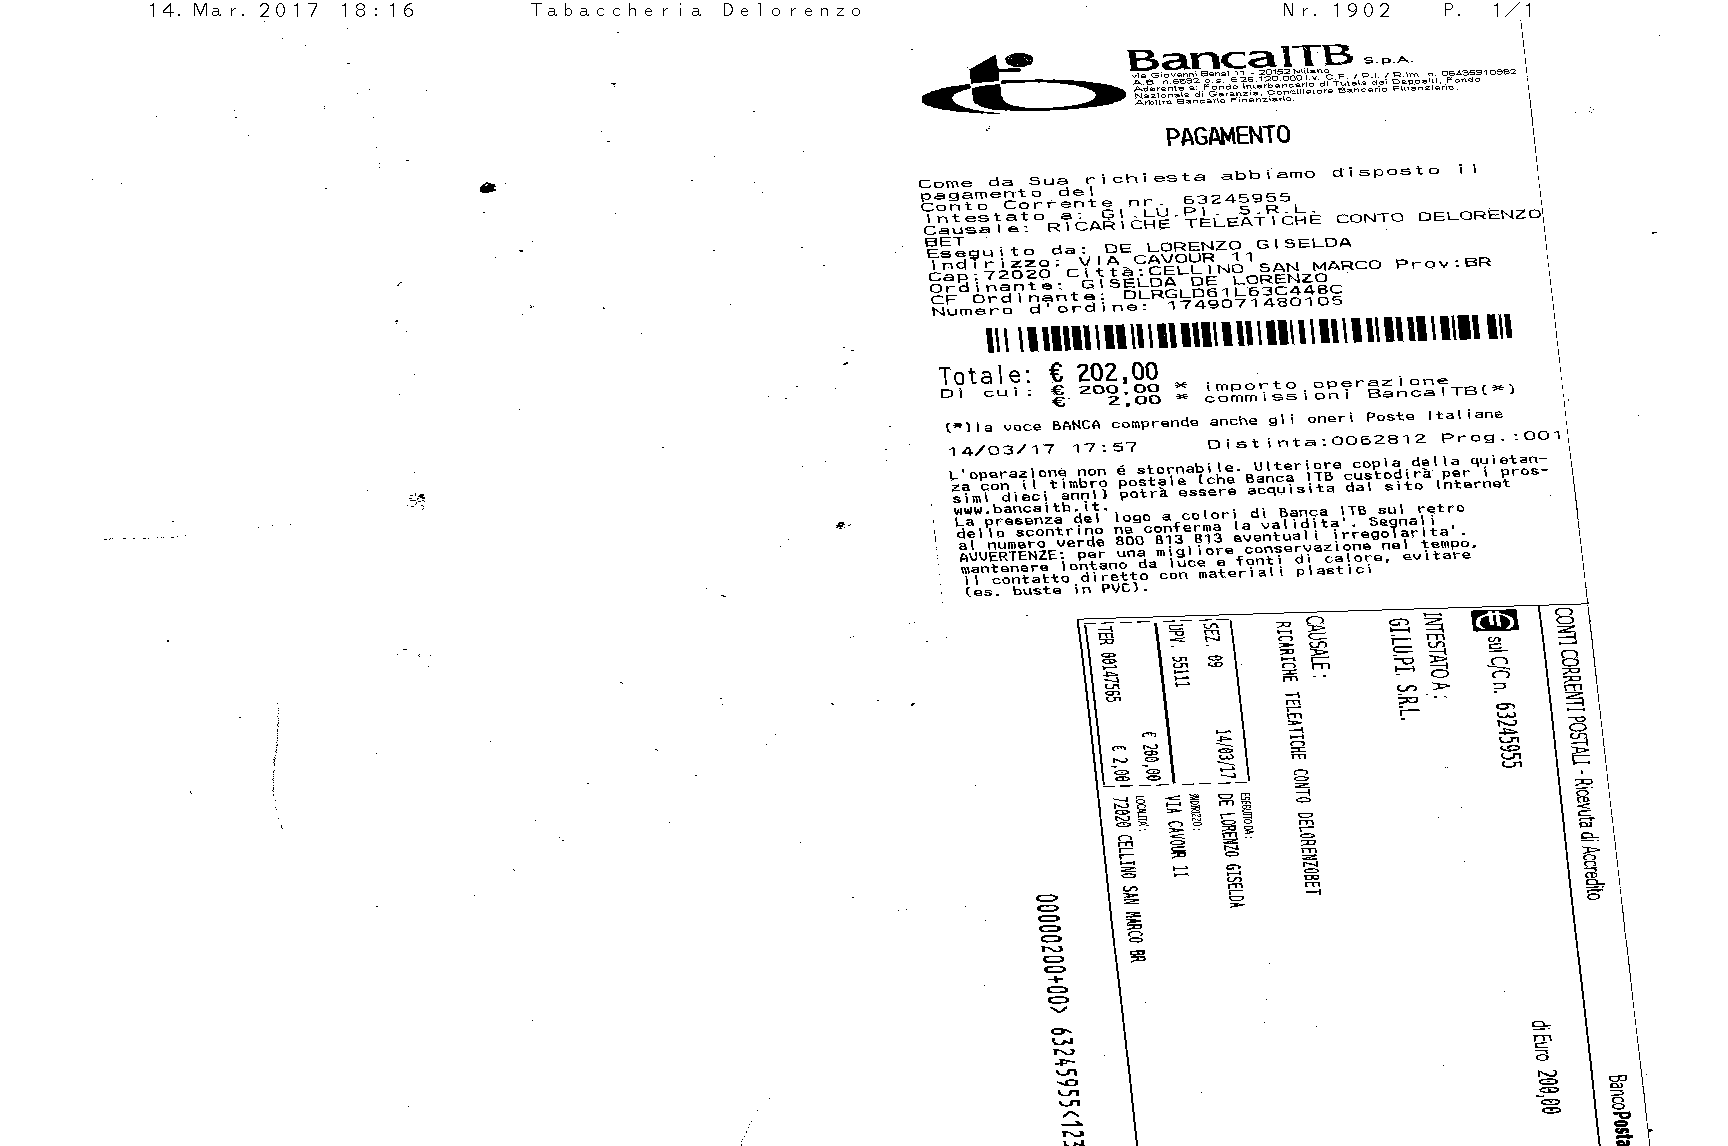 14.Mar.2017 18:16 Tabaccheria Delorenzo Nr.1902 P. 1/1
BancaITB S.p.A.
Via Giovanni Bensi 11 - 20152 Milano
Aderente a: Fondo Interbancario di Tutela dei Depositi, Fondo
Nazionale di Garanzia, Conciliatore Bancario Finanziario,
Arbitro Bancario Finanziario.
PAGAMENTO
Come da Sua richiesta abbiamo disposto il
pagamento del
Conto Corrente nr. 63245955
Intestato a: GI.LU.PI. S.R.L.
Causale: RICARICHE TELEATICHE CONTO DELORENZO
BET
Eseguito da: DE LORENZO GISELDA
Indirizzo: VIA CAVOUR 11
Cap:72020 Città:CELLINO SAN MARCO Prov:BR
Ordinante: GISELDA DE LORENZO
CF Ordinante: DLRGLD61L63C448C
Numero d'ordine: 1749071480105
Totale: € 202,00
Di cui: € 200,00 * importo operazione
€ 2,00 * commissioni BancaITB(*)
(*)la voce BANCA comprende anche gli oneri Poste Italiane
14/03/17 17:57 Distinta:0062812 Prog.:001
L'operazione non é stornabile. Ulteriore copia della quietan-
za con il timbro postale (che Banca ITB custodirà per i pros-
simi dieci anni) potrà essere acquisita dal sito Internet
www.bancaitb.it.
La presenza del logo a colori di Banca ITB sul retro
dello scontrino ne conferma la validita'. Segnali
al numero verde 800 813 813 eventuali irregolarita'.
AVVERTENZE: per una migliore conservazione nel tempo,
mantenere lontano da luce e fonti di calore, evitare
il contatto diretto con materiali plastici
(es. buste in PVC).
CONTI CORRENTI POSTALI - Ricevuta di Accredito
BancoPosta
sul C/C n. 63245955
di Euro 200,00
INTESTATO A:
GI.LU.PI. S.R.L.
CAUSALE:
RICARICHE TELEATICHE CONTO DELORENZOBET
SEZ. 09 14/03/17
UPV. 55111
€ 200,00
TER 00147565 € 2,00
ESEGUITO DA:
DE LORENZO GISELDA
INDIRIZZO:
VIA CAVOUR 11
LOCALITA':
72020 CELLINO SAN MARCO BR
00000200+00> 63245955<123